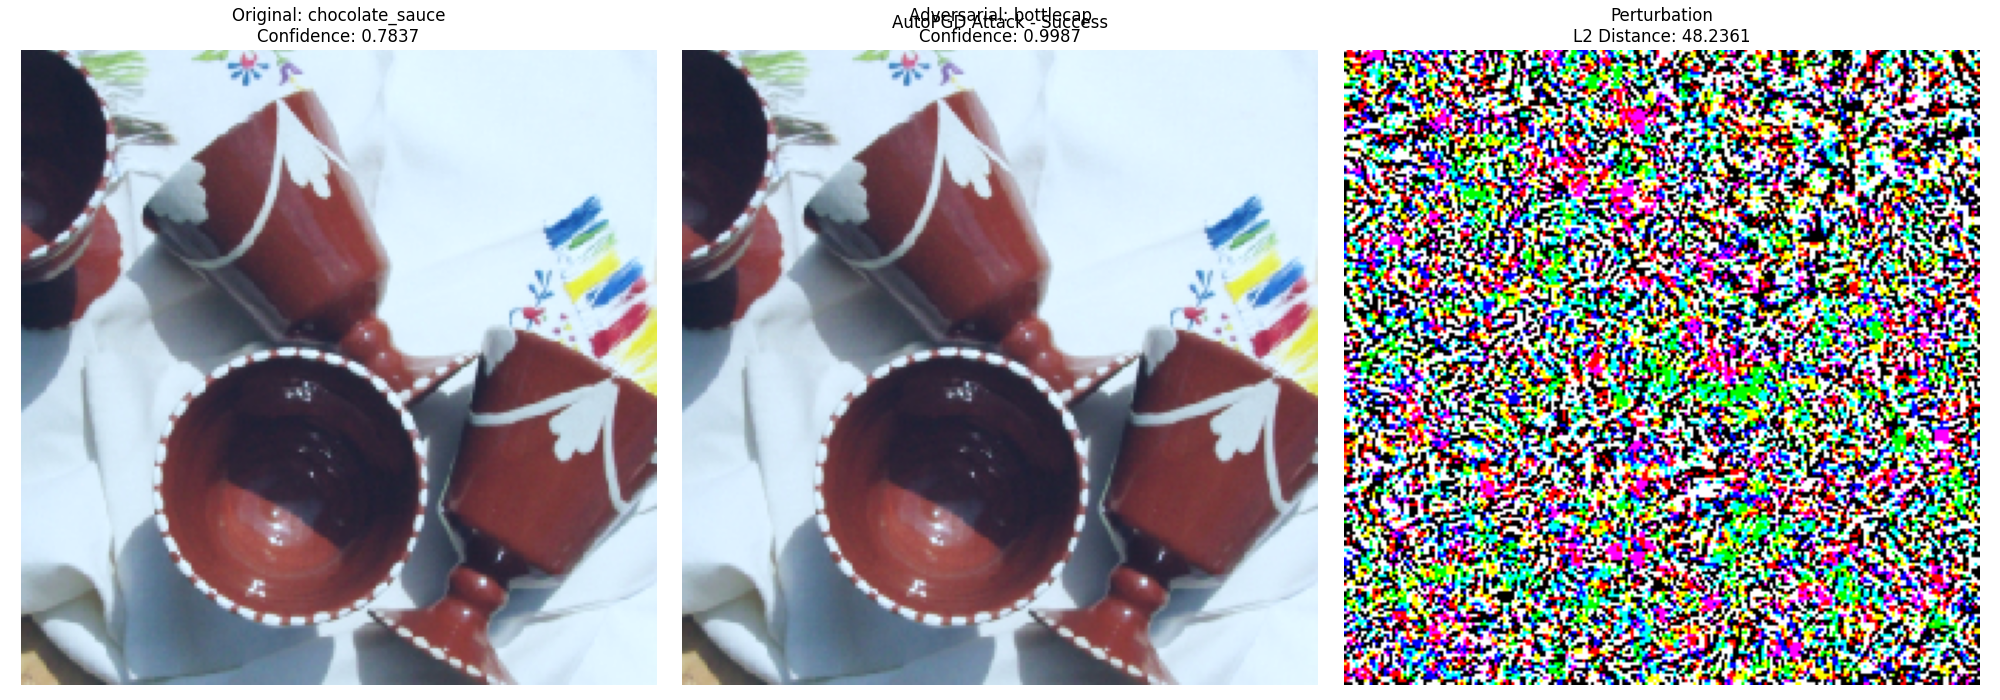 Original: chocolate_sauce
Confidence: 0.7837
Adversarial: bottlecap
AutoPGD Attack - Success
Confidence: 0.9987
Perturbation
L2 Distance: 48.2361